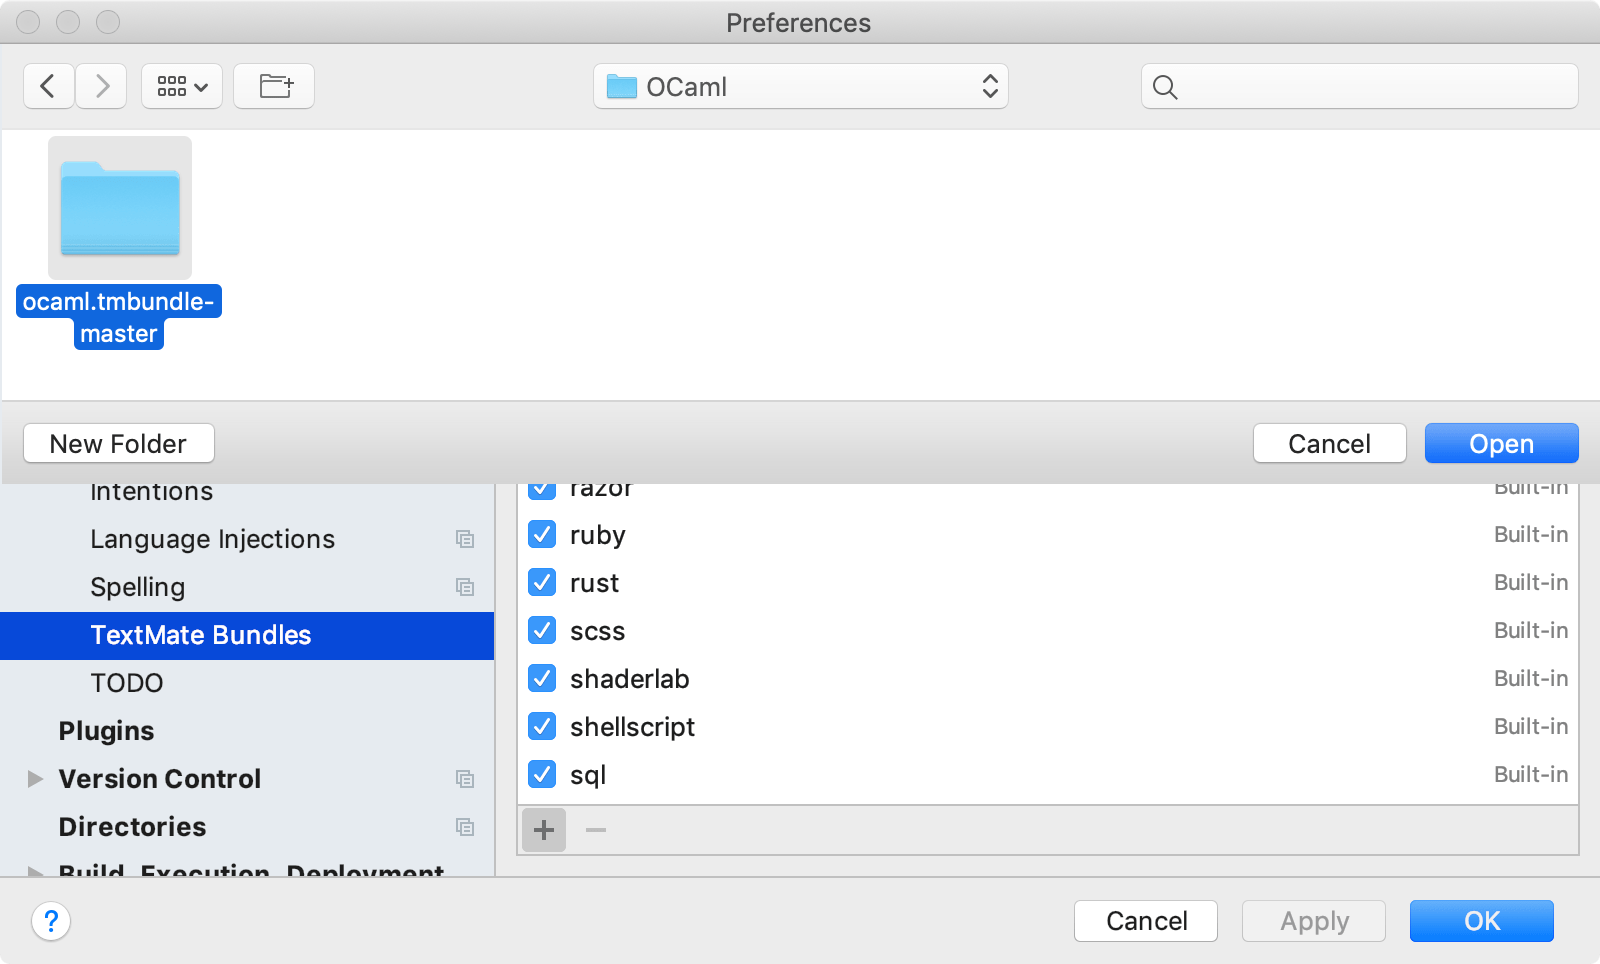 Preferences
OCaml
ocaml.tmbundle-
master
New Folder
Cancel
Open
Intentions
Language Injections
Spelling
TextMate Bundles
TODO
Plugins
Version Control
Directories
Build, Execution, Deployment
razor Built-in
ruby Built-in
rust Built-in
scss Built-in
shaderlab Built-in
shellscript Built-in
sql Built-in
?
Cancel
Apply
OK